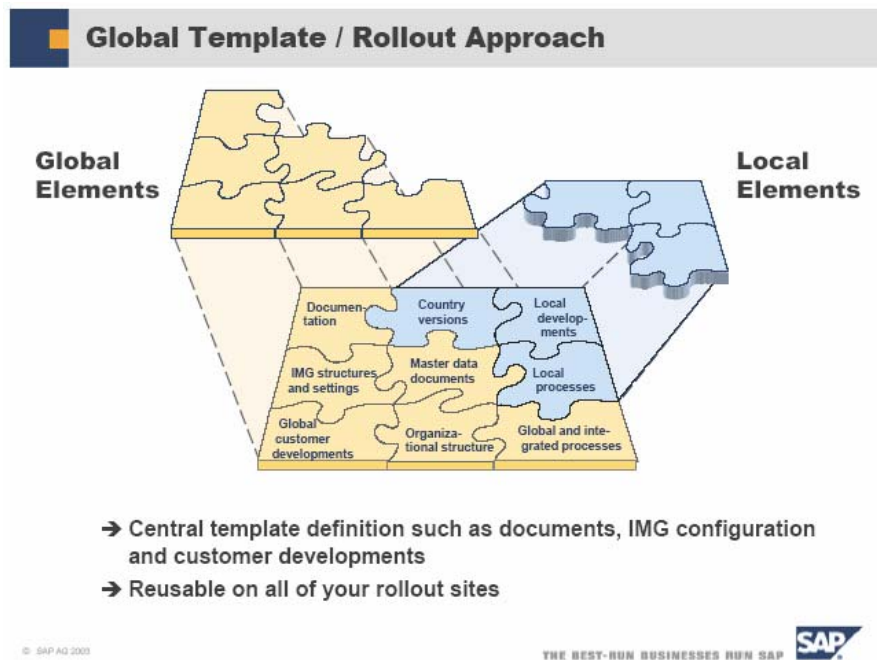 Global Template / Rollout Approach
Global
Elements
Local
Elements
Documen-
tation
Country
versions
Local
develop-
ments
IMG structures
and settings
Master data
documents
Local
processes
Global
customer
developments
Organiza-
tional structure
Global and inte-
grated processes
➔ Central template definition such as documents, IMG configuration
and customer developments
➔ Reusable on all of your rollout sites
© SAP AG 2003
THE BEST-RUN BUSINESSES RUN SAP
SAP